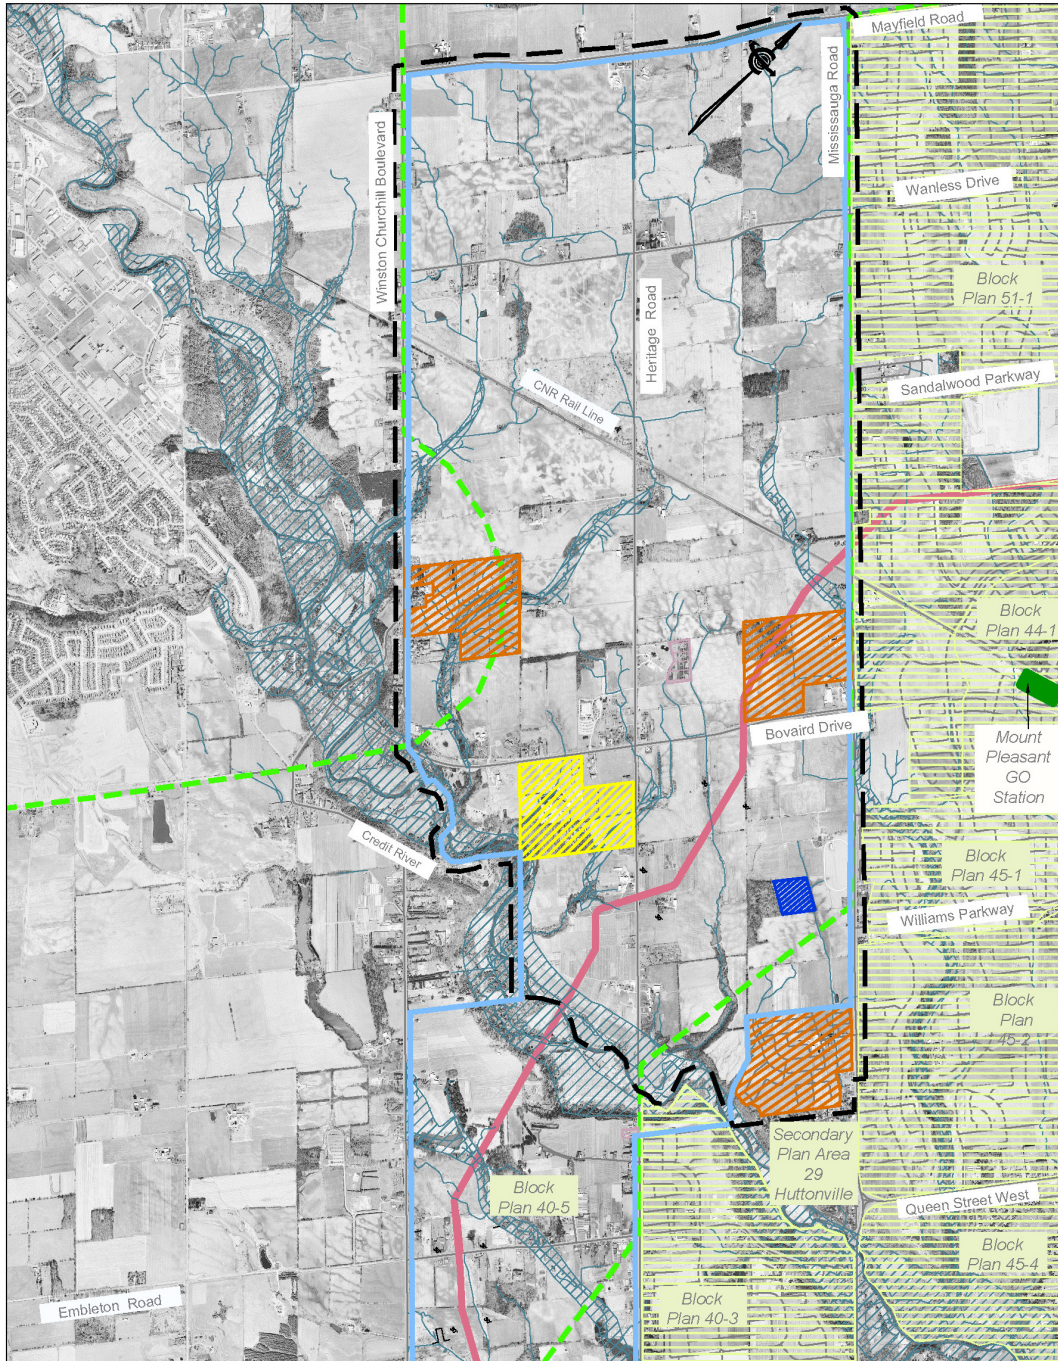 Mayfield Road
Mississauga Road
Wanless Drive
Winston Churchill Boulevard
Block
Plan 51-1
Heritage Road
Sandalwood Parkway
CNR Rail Line
Block
Plan 44-1
Bovaird Drive
Mount
Pleasant
GO
Station
Credit River
Block
Plan 45-1
Williams Parkway
Block
Plan
45-2
Secondary
Plan Area
29
Huttonville
Block
Plan 40-5
Queen Street West
Block
Plan 45-4
Embleton Road
Block
Plan 40-3